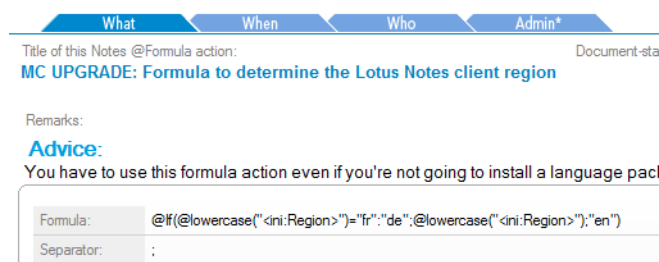 What When Who Admin*
Title of this Notes @Formula action: Document-sta
MC UPGRADE: Formula to determine the Lotus Notes client region
Remarks:
Advice:
You have to use this formula action even if you're not going to install a language pacl
Formula: @If(@lowercase("<ini:Region>")="fr":"de";@lowercase("<ini:Region>");"en")
Separator: ;